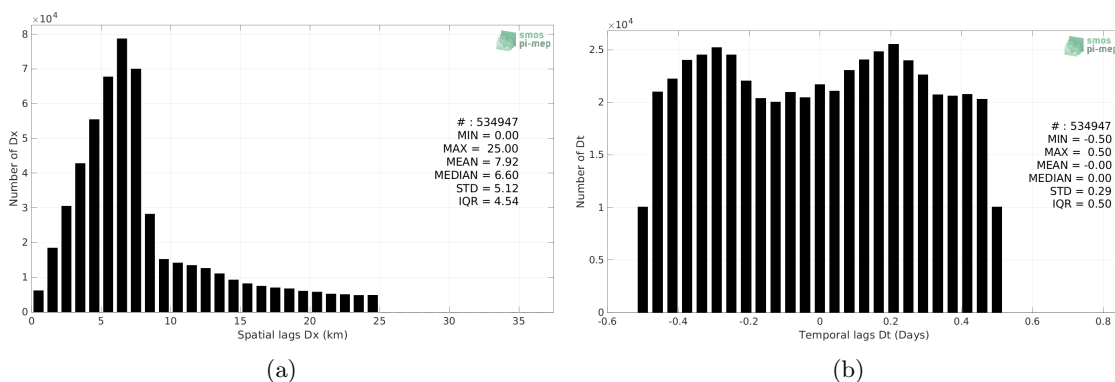 ×10⁴
8
7
6
5
4
3
2
1
0
Number of Dx
0 5 10 15 20 25 30 35
Spatial lags Dx (km)
smos
pi-mep
# : 534947
MIN = 0.00
MAX = 25.00
MEAN = 7.92
MEDIAN = 6.60
STD = 5.12
IQR = 4.54
(a)
×10⁴
2.5
2
1.5
1
0.5
0
Number of Dt
-0.6 -0.4 -0.2 0 0.2 0.4 0.6 0.8
Temporal lags Dt (Days)
smos
pi-mep
# : 534947
MIN = -0.50
MAX = 0.50
MEAN = -0.00
MEDIAN = 0.00
STD = 0.29
IQR = 0.50
(b)